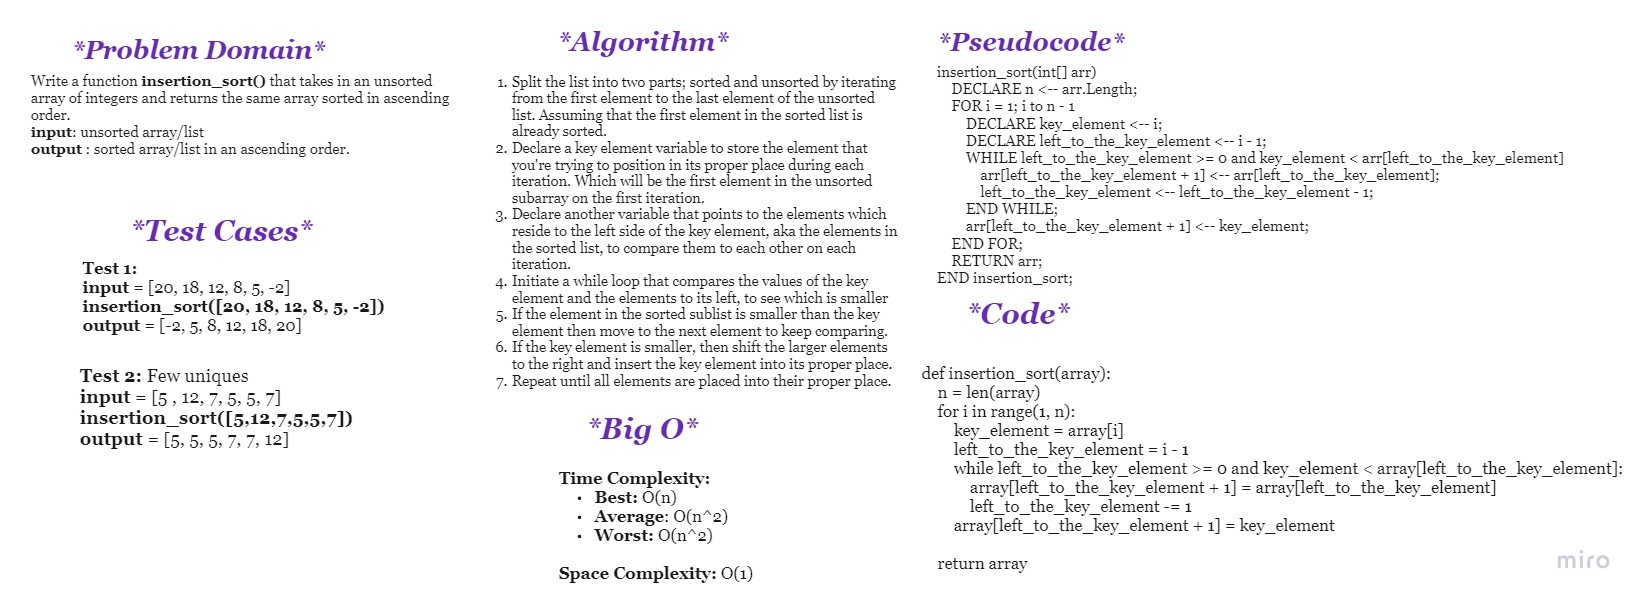 *Problem Domain*
Write a function insertion_sort() that takes in an unsorted
array of integers and returns the same array sorted in ascending
order.
input: unsorted array/list
output : sorted array/list in an ascending order.
*Test Cases*
Test 1:
input = [20, 18, 12, 8, 5, -2]
insertion_sort([20, 18, 12, 8, 5, -2])
output = [-2, 5, 8, 12, 18, 20]
Test 2: Few uniques
input = [5 , 12, 7, 5, 5, 7]
insertion_sort([5,12,7,5,5,7])
output = [5, 5, 5, 7, 7, 12]
*Algorithm*
1. Split the list into two parts; sorted and unsorted by iterating
from the first element to the last element of the unsorted
list. Assuming that the first element in the sorted list is
already sorted.
2. Declare a key element variable to store the element that
you're trying to position in its proper place during each
iteration. Which will be the first element in the unsorted
subarray on the first iteration.
3. Declare another variable that points to the elements which
reside to the left side of the key element, aka the elements in
the sorted list, to compare them to each other on each
iteration.
4. Initiate a while loop that compares the values of the key
element and the elements to its left, to see which is smaller
5. If the element in the sorted sublist is smaller than the key
element then move to the next element to keep comparing.
6. If the key element is smaller, then shift the larger elements
to the right and insert the key element into its proper place.
7. Repeat until all elements are placed into their proper place.
*Big O*
Time Complexity:
• Best: O(n)
• Average: O(n^2)
• Worst: O(n^2)
Space Complexity: O(1)
*Pseudocode*
insertion_sort(int[] arr)
DECLARE n <-- arr.Length;
FOR i = 1; i to n - 1
DECLARE key_element <-- i;
DECLARE left_to_the_key_element <-- i - 1;
WHILE left_to_the_key_element >= 0 and key_element < arr[left_to_the_key_element]
arr[left_to_the_key_element + 1] <-- arr[left_to_the_key_element];
left_to_the_key_element <-- left_to_the_key_element - 1;
END WHILE;
arr[left_to_the_key_element + 1] <-- key_element;
END FOR;
RETURN arr;
END insertion_sort;
*Code*
def insertion_sort(array):
n = len(array)
for i in range(1, n):
key_element = array[i]
left_to_the_key_element = i - 1
while left_to_the_key_element >= 0 and key_element < array[left_to_the_key_element]:
array[left_to_the_key_element + 1] = array[left_to_the_key_element]
left_to_the_key_element -= 1
array[left_to_the_key_element + 1] = key_element
return array
miro